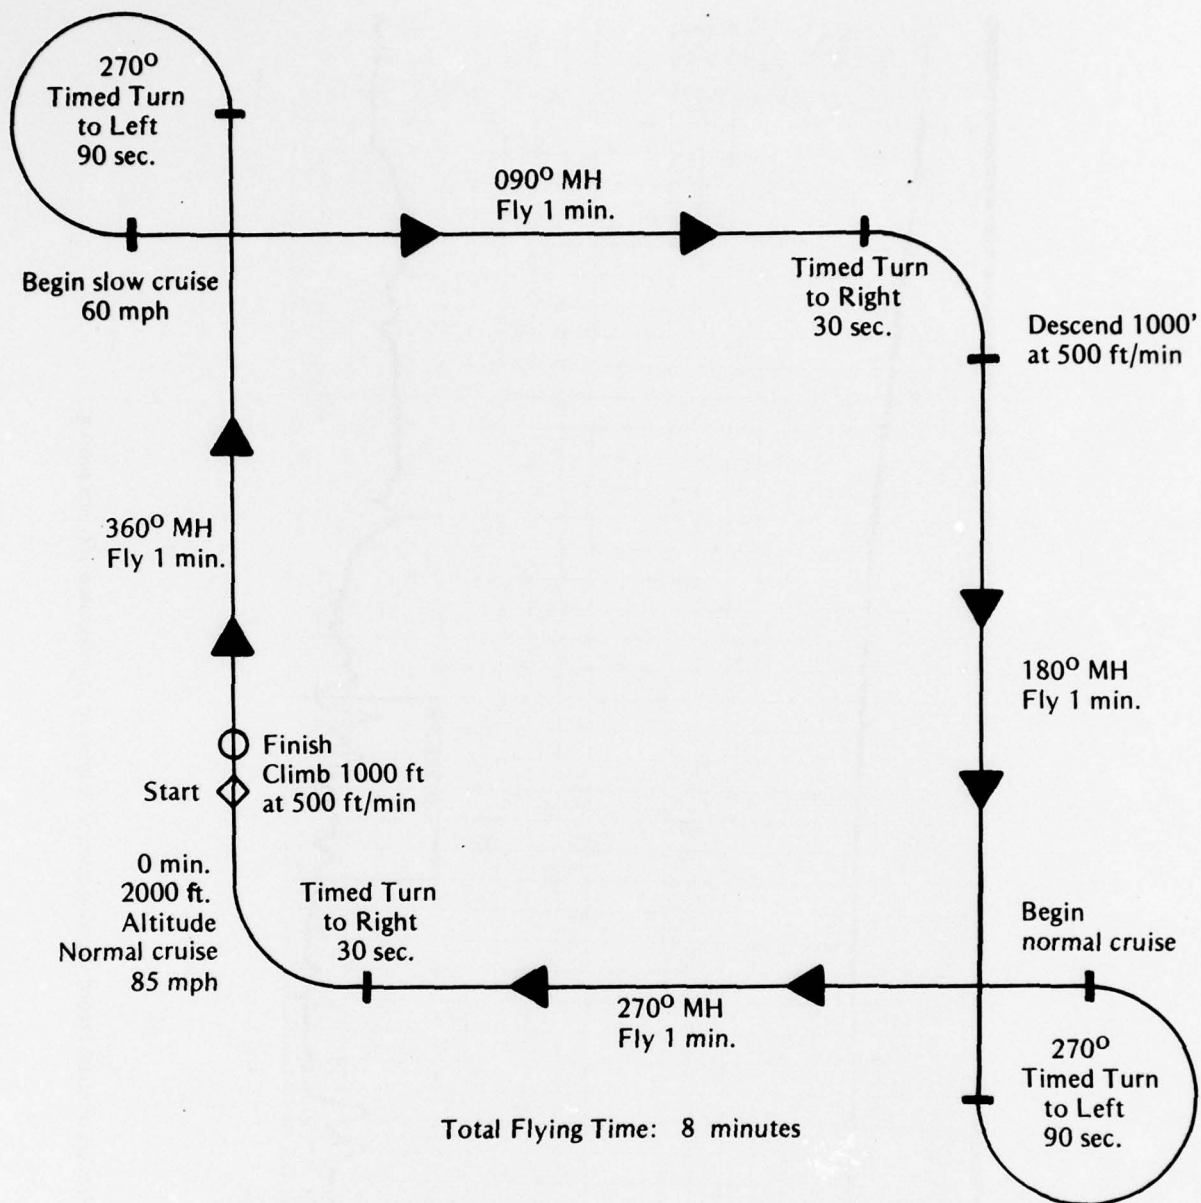 270°
Timed Turn
to Left
90 sec.
090° MH
Fly 1 min.
Begin slow cruise
60 mph
Timed Turn
to Right
30 sec.
Descend 1000'
at 500 ft/min
360° MH
Fly 1 min.
180° MH
Fly 1 min.
Finish
Climb 1000 ft
at 500 ft/min
Start
0 min.
2000 ft.
Altitude
Normal cruise
85 mph
Timed Turn
to Right
30 sec.
Begin
normal cruise
270° MH
Fly 1 min.
270°
Timed Turn
to Left
90 sec.
Total Flying Time: 8 minutes